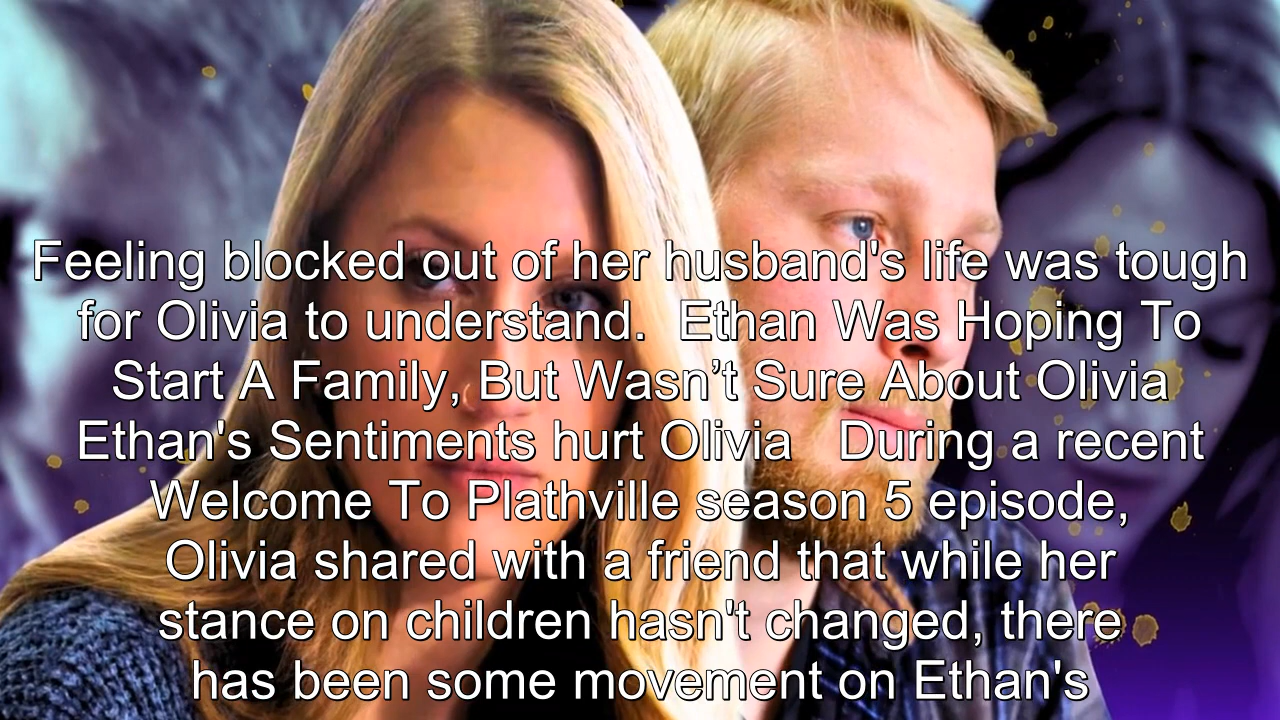 Feeling blocked out of her husband's life was tough
for Olivia to understand.  Ethan Was Hoping To
Start A Family, But Wasn’t Sure About Olivia
Ethan's Sentiments hurt Olivia   During a recent
Welcome To Plathville season 5 episode,
Olivia shared with a friend that while her
stance on children hasn't changed, there
has been some movement on Ethan's